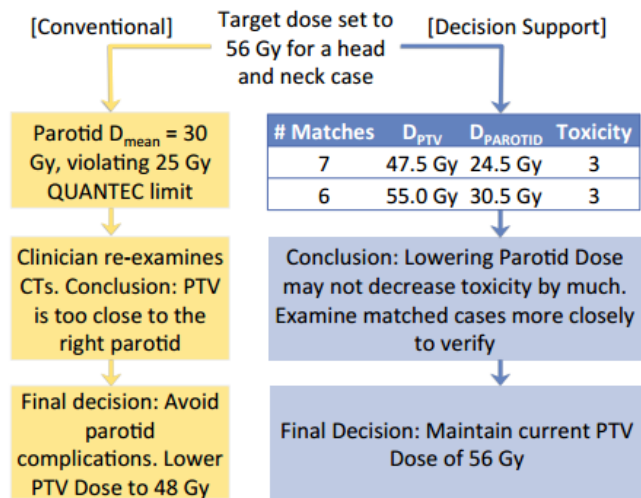 [Conventional]
Target dose set to
56 Gy for a head
and neck case
[Decision Support]
Parotid Dmean = 30
Gy, violating 25 Gy
QUANTEC limit
Clinician re-examines
CTs. Conclusion: PTV
is too close to the
right parotid
Final decision: Avoid
parotid
complications. Lower
PTV Dose to 48 Gy
# Matches DPTV DPAROTID Toxicity
7 47.5 Gy 24.5 Gy 3
6 55.0 Gy 30.5 Gy 3
Conclusion: Lowering Parotid Dose
may not decrease toxicity by much.
Examine matched cases more closely
to verify
Final Decision: Maintain current PTV
Dose of 56 Gy